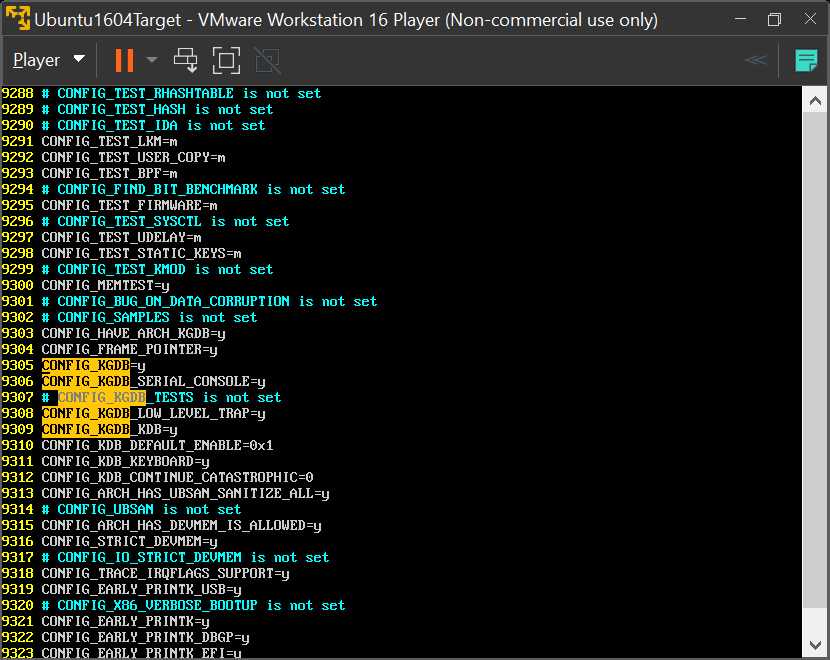 Ubuntu1604Target - VMware Workstation 16 Player (Non-commercial use only)
Player
9288 # CONFIG_TEST_RHASHTABLE is not set
9289 # CONFIG_TEST_HASH is not set
9290 # CONFIG_TEST_IDA is not set
9291 CONFIG_TEST_LKM=m
9292 CONFIG_TEST_USER_COPY=m
9293 CONFIG_TEST_BPF=m
9294 # CONFIG_FIND_BIT_BENCHMARK is not set
9295 CONFIG_TEST_FIRMWARE=m
9296 # CONFIG_TEST_SYSCTL is not set
9297 CONFIG_TEST_UDELAY=m
9298 CONFIG_TEST_STATIC_KEYS=m
9299 # CONFIG_TEST_KMOD is not set
9300 CONFIG_MEMTEST=y
9301 # CONFIG_BUG_ON_DATA_CORRUPTION is not set
9302 # CONFIG_SAMPLES is not set
9303 CONFIG_HAVE_ARCH_KGDB=y
9304 CONFIG_FRAME_POINTER=y
9305 CONFIG_KGDB=y
9306 CONFIG_KGDB_SERIAL_CONSOLE=y
9307 # CONFIG_KGDB_TESTS is not set
9308 CONFIG_KGDB_LOW_LEVEL_TRAP=y
9309 CONFIG_KGDB_KDB=y
9310 CONFIG_KDB_DEFAULT_ENABLE=0x1
9311 CONFIG_KDB_KEYBOARD=y
9312 CONFIG_KDB_CONTINUE_CATASTROPHIC=0
9313 CONFIG_ARCH_HAS_UBSAN_SANITIZE_ALL=y
9314 # CONFIG_UBSAN is not set
9315 CONFIG_ARCH_HAS_DEVMEM_IS_ALLOWED=y
9316 CONFIG_STRICT_DEVMEM=y
9317 # CONFIG_IO_STRICT_DEVMEM is not set
9318 CONFIG_TRACE_IRQFLAGS_SUPPORT=y
9319 CONFIG_EARLY_PRINTK_USB=y
9320 # CONFIG_X86_VERBOSE_BOOTUP is not set
9321 CONFIG_EARLY_PRINTK=y
9322 CONFIG_EARLY_PRINTK_DBGP=y
9323 CONFIG_EARLY_PRINTK_EFI=y